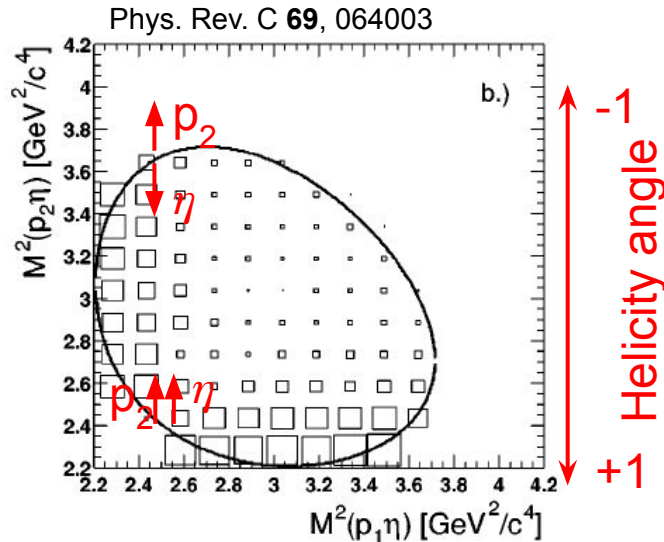 Phys. Rev. C 69, 064003
M²(p₂η) [GeV²/c⁴]
4.2
4
3.8
3.6
3.4
3.2
3
2.8
2.6
2.4
2.2
b.)
p₂
η
p₂
η
2.2 2.4 2.6 2.8 3 3.2 3.4 3.6 3.8 4 4.2
M²(p₁η) [GeV²/c⁴]
-1
Helicity angle
+1